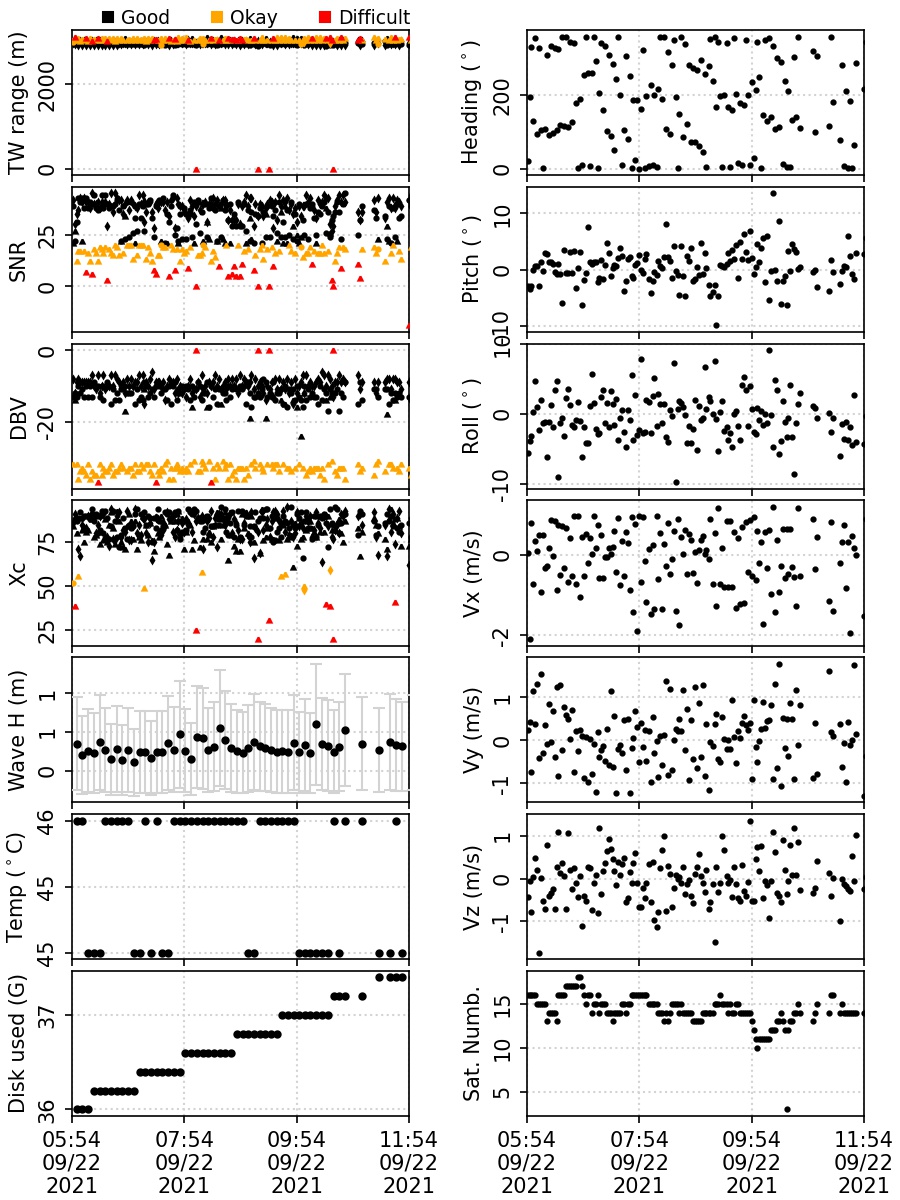 Good Okay Difficult
TW range (m)
2000
0
Heading (°)
200
0
SNR
25
0
Pitch (°)
10
0
-10
DBV
0
-20
Roll (°)
10
0
-10
Xc
75
50
25
Vx (m/s)
0
-2
Wave H (m)
1
1
0
Vy (m/s)
1
0
-1
Temp (°C)
46
45
45
Vz (m/s)
1
0
-1
Disk used (G)
37
36
Sat. Numb.
15
10
5
05:54 07:54 09:54 11:54
09/22 09/22 09/22 09/22
2021 2021 2021 2021
05:54 07:54 09:54 11:54
09/22 09/22 09/22 09/22
2021 2021 2021 2021